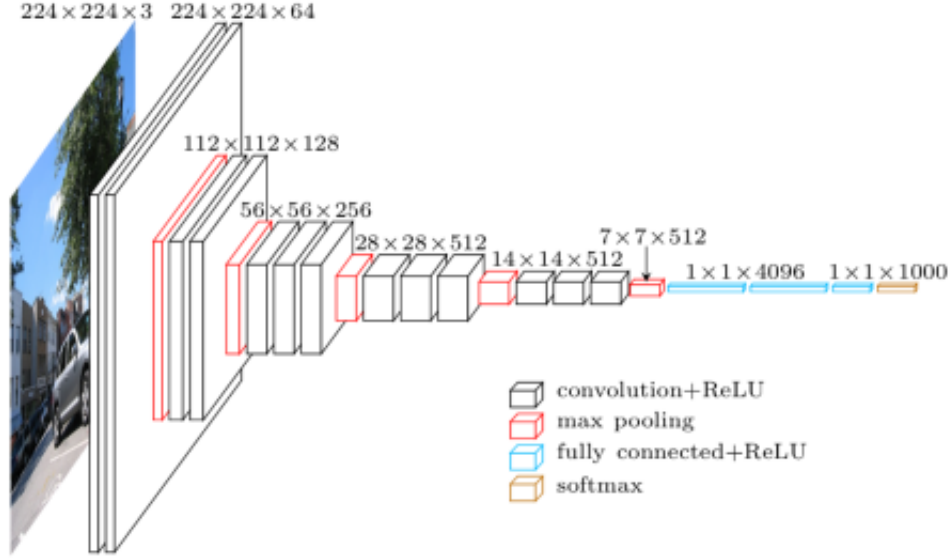 224×224×3
224×224×64
112×112×128
56×56×256
28×28×512
14×14×512
7×7×512
1×1×4096
1×1×1000
convolution+ReLU
max pooling
fully connected+ReLU
softmax